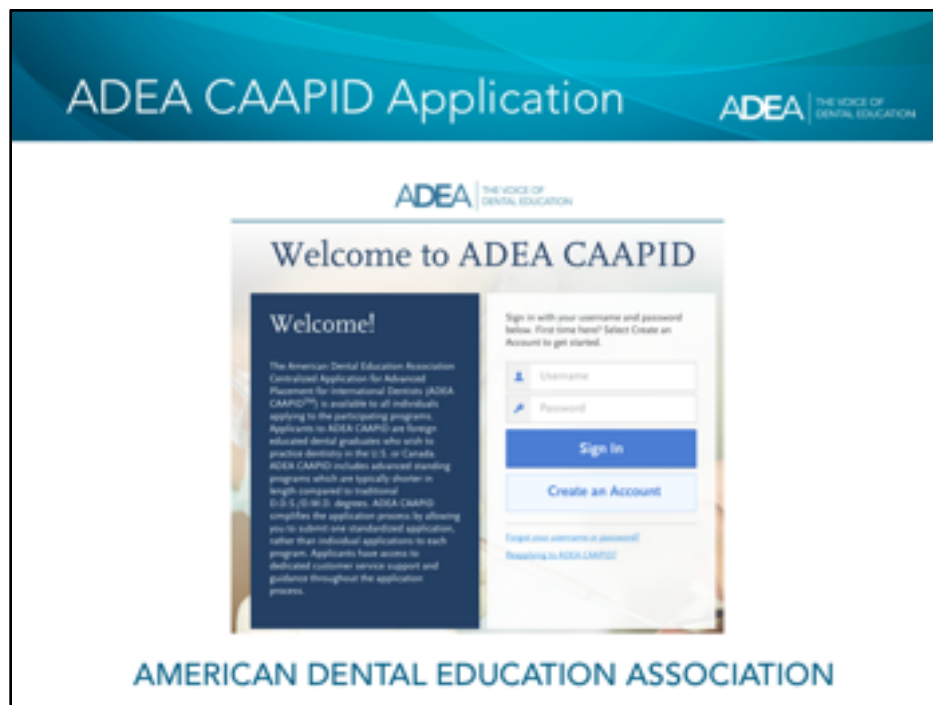 ADEA CAAPID Application
ADEA THE VOICE OF
DENTAL EDUCATION
ADEA THE VOICE OF
DENTAL EDUCATION
Welcome to ADEA CAAPID
Welcome!
The American Dental Education Association
Centralized Application for Advanced
Placement for International Dentists (ADEA
CAAPID™) is available to all individuals
applying to the participating programs.
Applicants to ADEA CAAPID are foreign
educated dental graduates who wish to
practice dentistry in the U.S. or Canada.
ADEA CAAPID includes advanced standing
programs which are typically shorter in
length compared to traditional
D.D.S./D.M.D. degrees. ADEA CAAPID
simplifies the application process by allowing
you to submit one standardized application,
rather than individual applications to each
program. Applicants have access to
dedicated customer service support and
guidance throughout the application
process.
Sign in with your username and password
below. First time here? Select Create an
Account to get started.
Username
Password
Sign In
Create an Account
Forgot your username or password?
Reapplying to ADEA CAAPID?
AMERICAN DENTAL EDUCATION ASSOCIATION